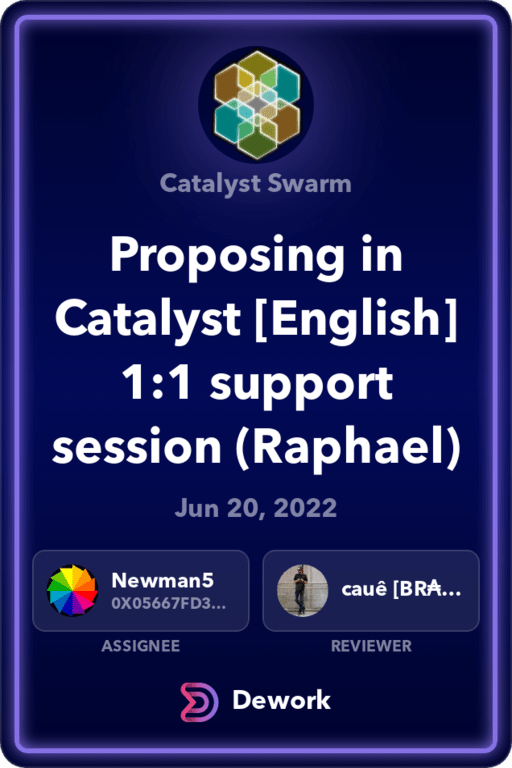 Catalyst Swarm
Proposing in
Catalyst [English]
1:1 support
session (Raphael)
Jun 20, 2022
Newman5
0X05667FD3...
cauê [BR₳...
ASSIGNEE
REVIEWER
Dework